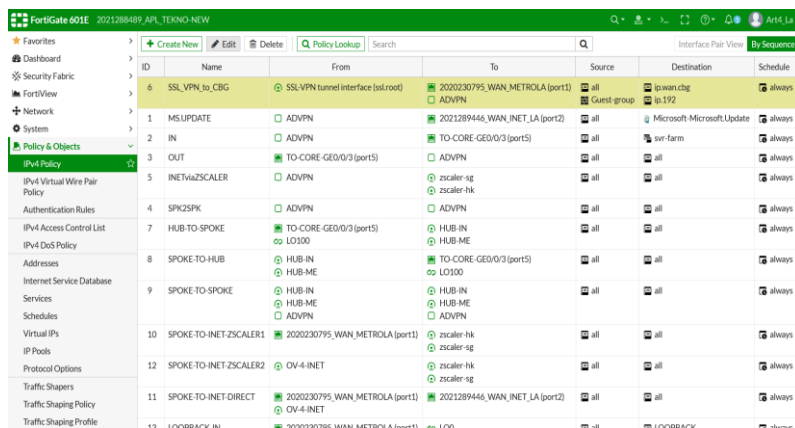 FortiGate 601E 2021288489_APL_TEKNO-NEW
Art4_La
Favorites
Dashboard
Security Fabric
FortiView
Network
System
Policy & Objects
IPv4 Policy
IPv4 Virtual Wire Pair
Policy
Authentication Rules
IPv4 Access Control List
IPv4 DoS Policy
Addresses
Internet Service Database
Services
Schedules
Virtual IPs
IP Pools
Protocol Options
Traffic Shapers
Traffic Shaping Policy
Traffic Shaping Profile
Create New Edit Delete Policy Lookup Search Interface Pair View By Sequence
ID Name From To Source Destination Schedule
6 SSL_VPN_to_CBG SSL-VPN tunnel interface (ssl.root) 2020230795_WAN_METROLA (port1) all ip.wan.cbg always
ADVPN Guest-group ip.192
1 MS.UPDATE ADVPN 2021289446_WAN_INET_LA (port2) all Microsoft-Microsoft.Update always
2 IN ADVPN TO-CORE-GE0/0/3 (port5) all svr-farm always
3 OUT TO-CORE-GE0/0/3 (port5) ADVPN all all always
5 INETviaZSCALER ADVPN zscaler-sg all all always
zscaler-hk
4 SPK2SPK ADVPN ADVPN all all always
7 HUB-TO-SPOKE TO-CORE-GE0/0/3 (port5) HUB-IN all all always
LO100 HUB-ME
8 SPOKE-TO-HUB HUB-IN TO-CORE-GE0/0/3 (port5) all all always
HUB-ME LO100
9 SPOKE-TO-SPOKE HUB-IN HUB-IN all all always
HUB-ME HUB-ME
ADVPN ADVPN
10 SPOKE-TO-INET-ZSCALER1 2020230795_WAN_METROLA (port1) zscaler-hk all all always
zscaler-sg
12 SPOKE-TO-INET-ZSCALER2 OV-4-INET zscaler-hk all all always
zscaler-sg
11 SPOKE-TO-INET-DIRECT 2020230795_WAN_METROLA (port1) 2021289446_WAN_INET_LA (port2) all all always
OV-4-INET
13 LOOPBACK-IN 2020230795_WAN_METROLA (port1) LO0 all LOOPBACK always